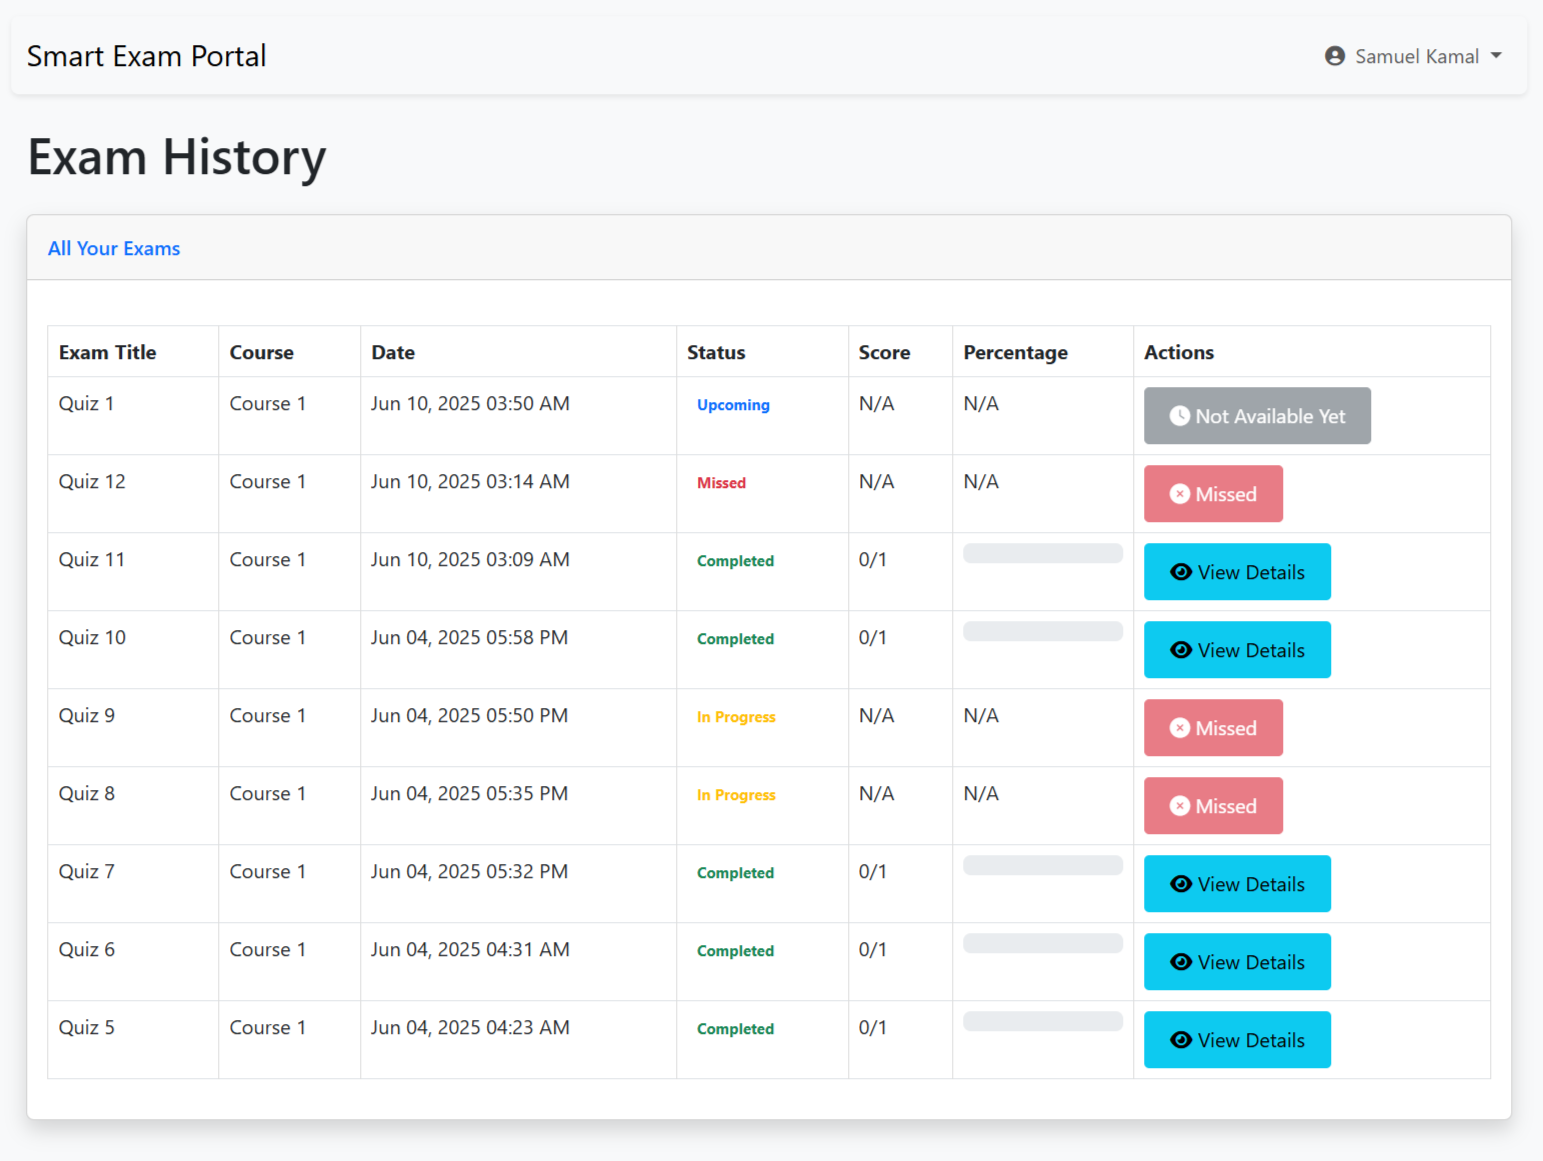 Smart Exam Portal
Samuel Kamal
Exam History
All Your Exams
Exam Title Course Date Status Score Percentage Actions
Quiz 1 Course 1 Jun 10, 2025 03:50 AM Upcoming N/A N/A Not Available Yet
Quiz 12 Course 1 Jun 10, 2025 03:14 AM Missed N/A N/A Missed
Quiz 11 Course 1 Jun 10, 2025 03:09 AM Completed 0/1 View Details
Quiz 10 Course 1 Jun 04, 2025 05:58 PM Completed 0/1 View Details
Quiz 9 Course 1 Jun 04, 2025 05:50 PM In Progress N/A N/A Missed
Quiz 8 Course 1 Jun 04, 2025 05:35 PM In Progress N/A N/A Missed
Quiz 7 Course 1 Jun 04, 2025 05:32 PM Completed 0/1 View Details
Quiz 6 Course 1 Jun 04, 2025 04:31 AM Completed 0/1 View Details
Quiz 5 Course 1 Jun 04, 2025 04:23 AM Completed 0/1 View Details